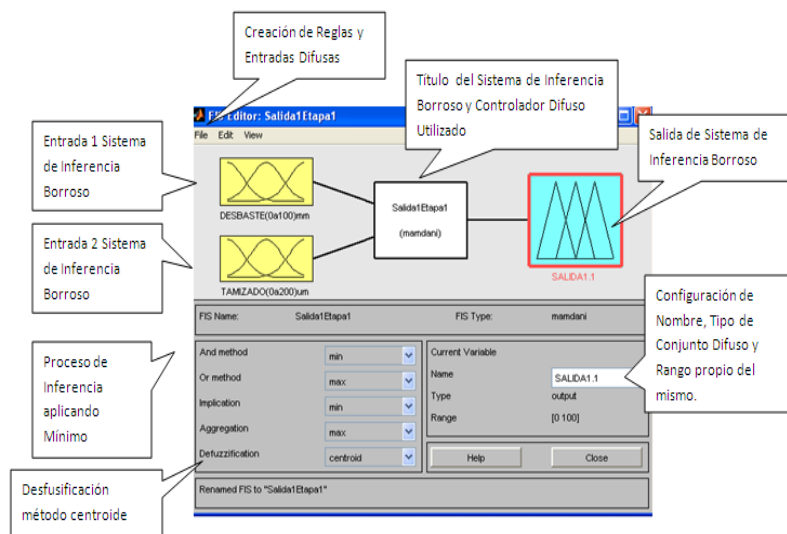 Creación de Reglas y
Entradas Difusas
Título del Sistema de Inferencia
Borroso y Controlador Difuso
Utilizado
FIS Editor: Salida1Etapa1
File Edit View
Entrada 1 Sistema
de Inferencia
Borroso
Salida de Sistema de
Inferencia Borroso
DESBASTE(0a100)mm
Salida1Etapa1
(mamdani)
Entrada 2 Sistema
de Inferencia
Borroso
TAMIZADO(0a200)um
SALIDA1.1
FIS Name: Salida1Etapa1 FIS Type: mamdani
Configuración de
Nombre, Tipo de
Conjunto Difuso y
Rango propio del
mismo.
Proceso de
Inferencia
aplicando
Mínimo
And method min
Or method max
Implication min
Aggregation max
Defuzzification centroid
Current Variable
Name SALIDA1.1
Type output
Range [0 100]
Help Close
Desfusificación
método centroide
Renamed FIS to "Salida1Etapa1"